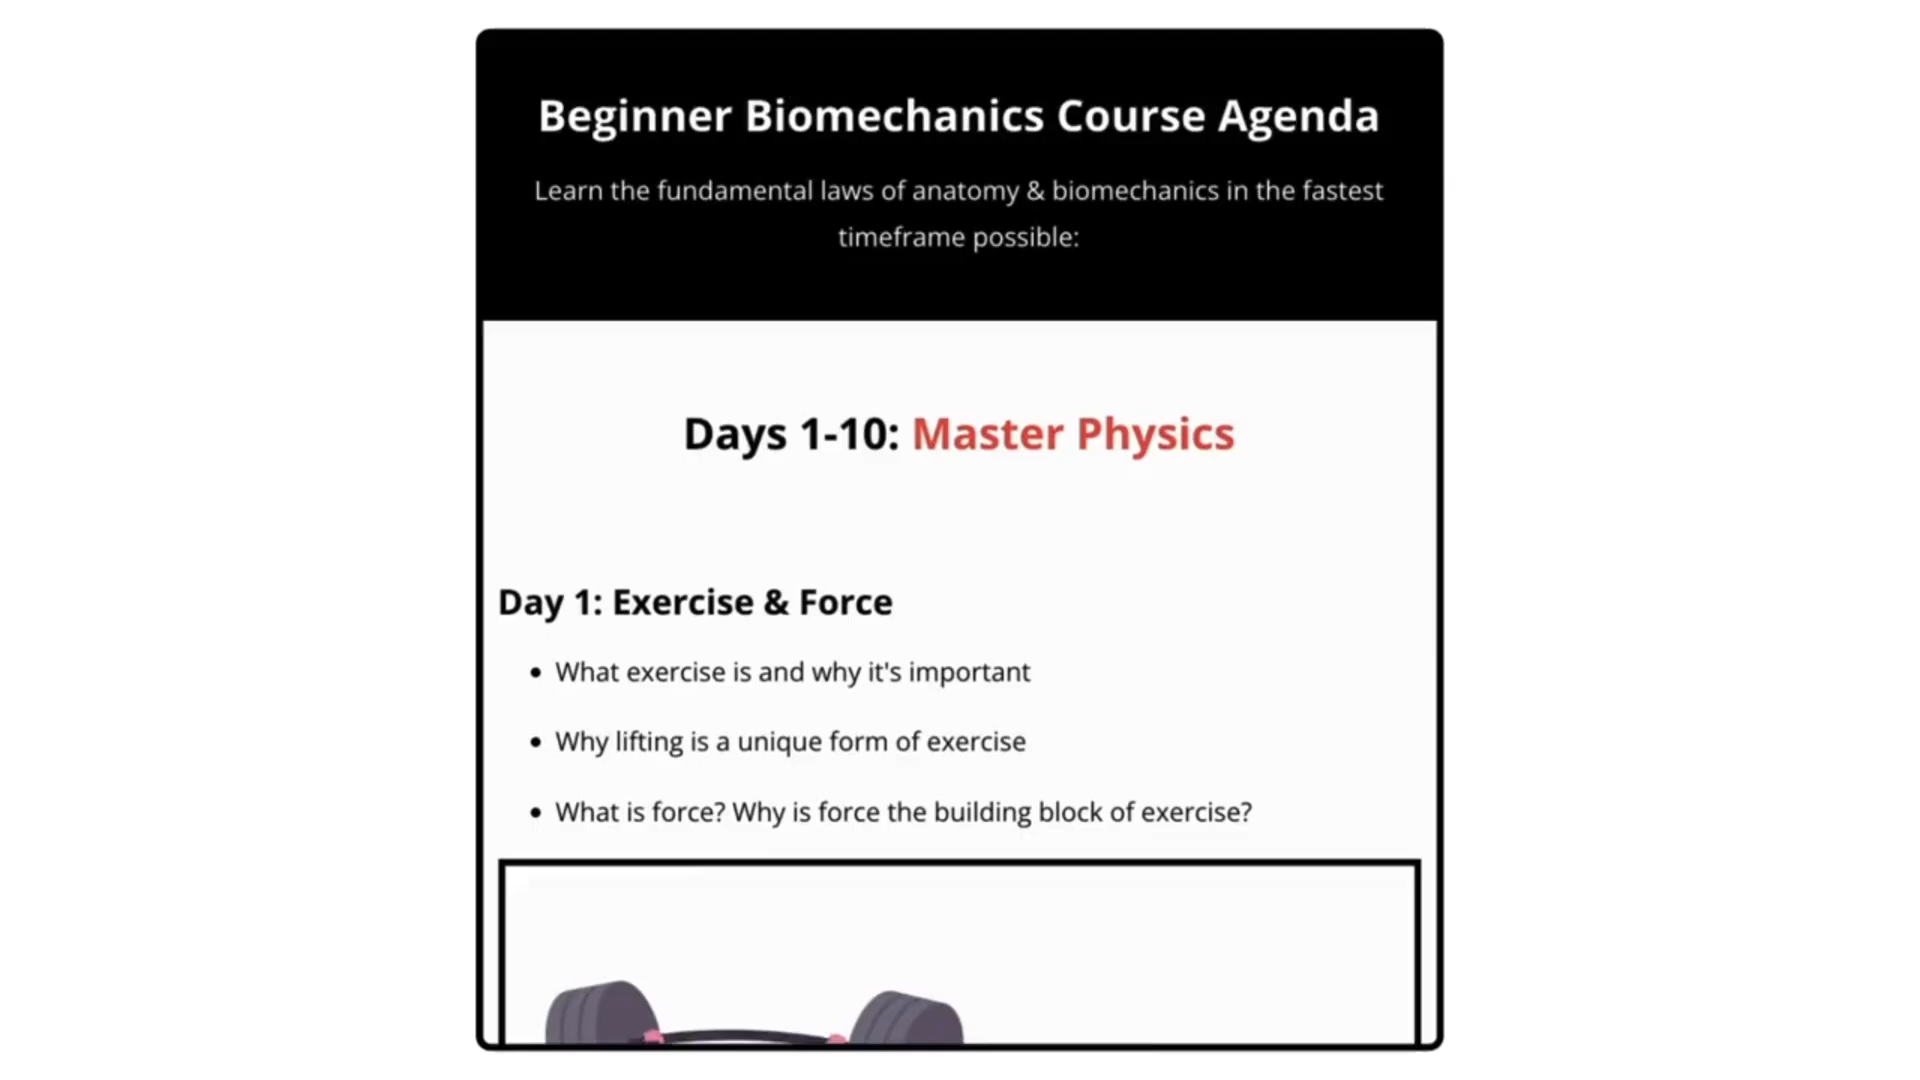 Beginner Biomechanics Course Agenda
Learn the fundamental laws of anatomy & biomechanics in the fastest
timeframe possible:
Days 1-10: Master Physics
Day 1: Exercise & Force
• What exercise is and why it's important
• Why lifting is a unique form of exercise
• What is force? Why is force the building block of exercise?